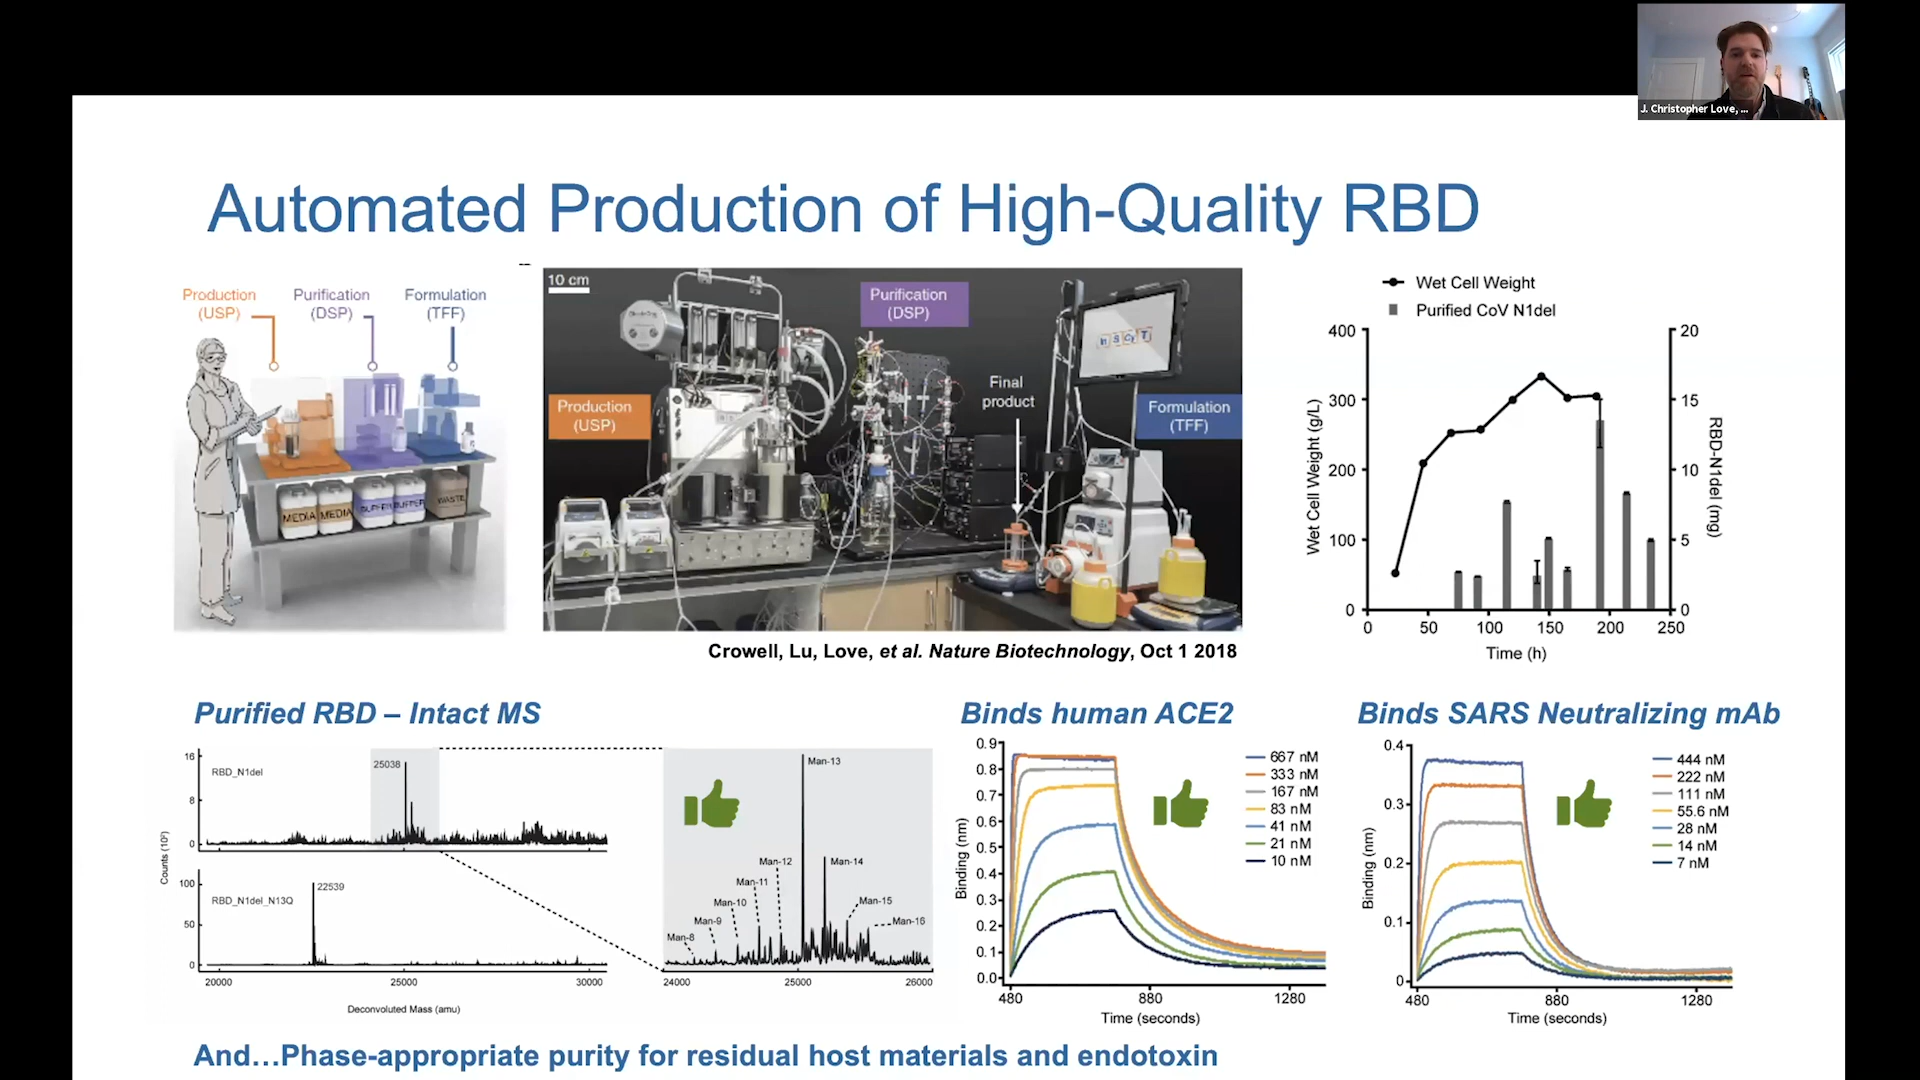 J. Christopher Love, ...
Automated Production of High-Quality RBD
Production
(USP)
Purification
(DSP)
Formulation
(TFF)
MEDIA
MEDIA
BUFFER
BUFFER
WASTE
10 cm
Purification
(DSP)
Production
(USP)
Final
product
InSCyT
Formulation
(TFF)
Crowell, Lu, Love, et al. Nature Biotechnology, Oct 1 2018
Wet Cell Weight
Purified CoV N1del
400
300
200
100
0
Wet Cell Weight (g/L)
20
15
10
5
0
RBD-N1del (mg)
0
50
100
150
200
250
Time (h)
Purified RBD – Intact MS
16
8
0
RBD_N1del
25038
Counts (10²)
100
50
0
RBD_N1del_N13Q
22539
20000
25000
30000
Deconvoluted Mass (amu)
Man-8
Man-9
Man-10
Man-11
Man-12
Man-13
Man-14
Man-15
Man-16
24000
25000
26000
Binds human ACE2
0.9
0.8
0.7
0.6
0.5
0.4
0.3
0.2
0.1
0.0
Binding (nm)
667 nM
333 nM
167 nM
83 nM
41 nM
21 nM
10 nM
480
880
1280
Time (seconds)
Binds SARS Neutralizing mAb
0.4
0.3
0.2
0.1
0
Binding (nm)
444 nM
222 nM
111 nM
55.6 nM
28 nM
14 nM
7 nM
480
880
1280
Time (seconds)
And…Phase-appropriate purity for residual host materials and endotoxin